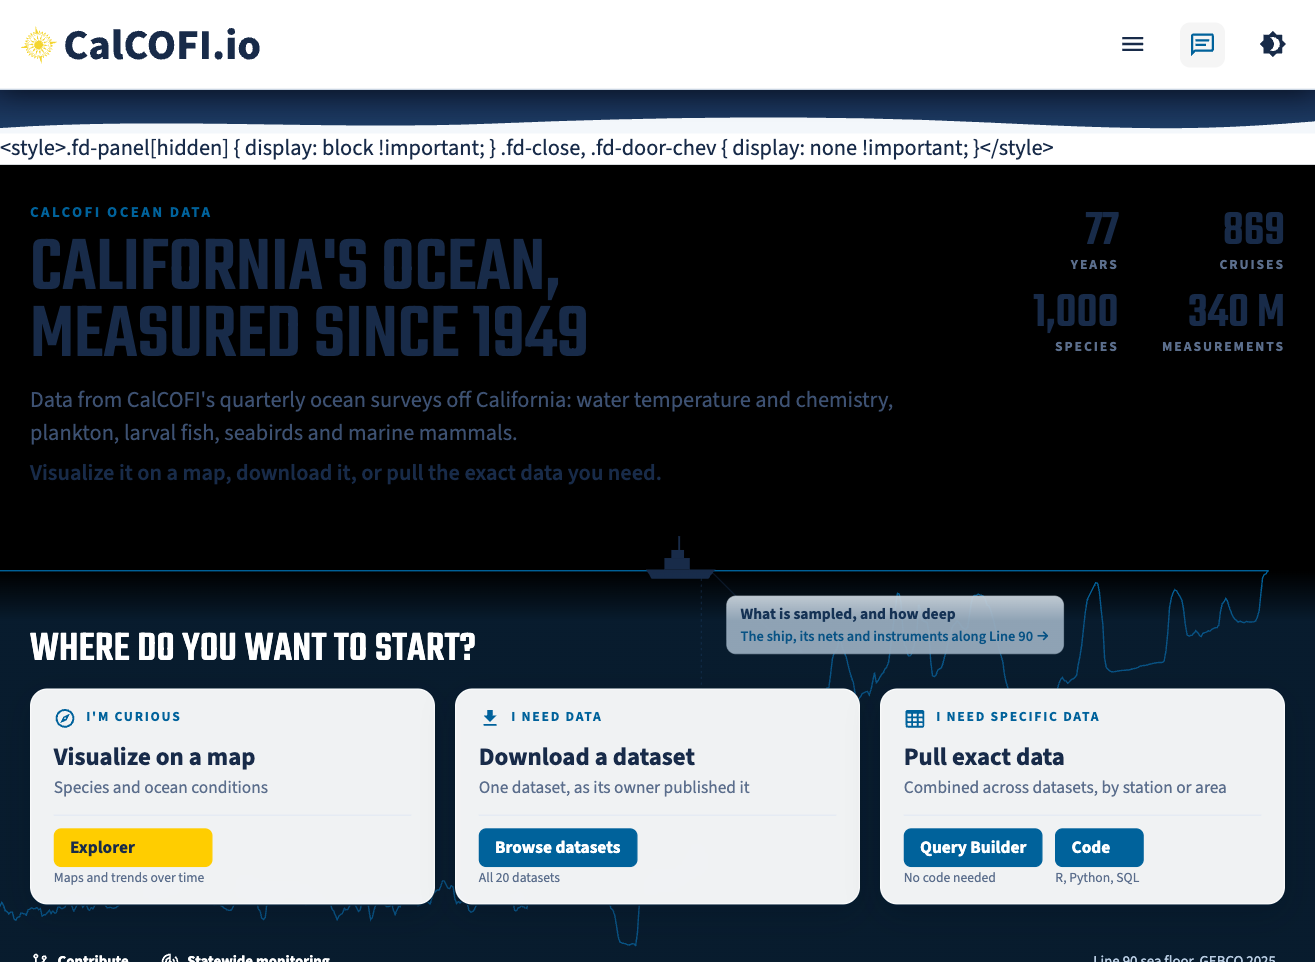 CalCOFI.io
<style>.fd-panel[hidden] { display: block !important; } .fd-close, .fd-door-chev { display: none !important; }</style>
CALCOFI OCEAN DATA
CALIFORNIA'S OCEAN,
MEASURED SINCE 1949
77
YEARS
869
CRUISES
1,000
SPECIES
340 M
MEASUREMENTS
Data from CalCOFI's quarterly ocean surveys off California: water temperature and chemistry,
plankton, larval fish, seabirds and marine mammals.
Visualize it on a map, download it, or pull the exact data you need.
What is sampled, and how deep
The ship, its nets and instruments along Line 90 →
WHERE DO YOU WANT TO START?
I'M CURIOUS
Visualize on a map
Species and ocean conditions
Explorer
Maps and trends over time
I NEED DATA
Download a dataset
One dataset, as its owner published it
Browse datasets
All 20 datasets
I NEED SPECIFIC DATA
Pull exact data
Combined across datasets, by station or area
Query Builder
No code needed
Code
R, Python, SQL
Contribute
Statewide monitoring
Line 90 sea floor, GEBCO 2025